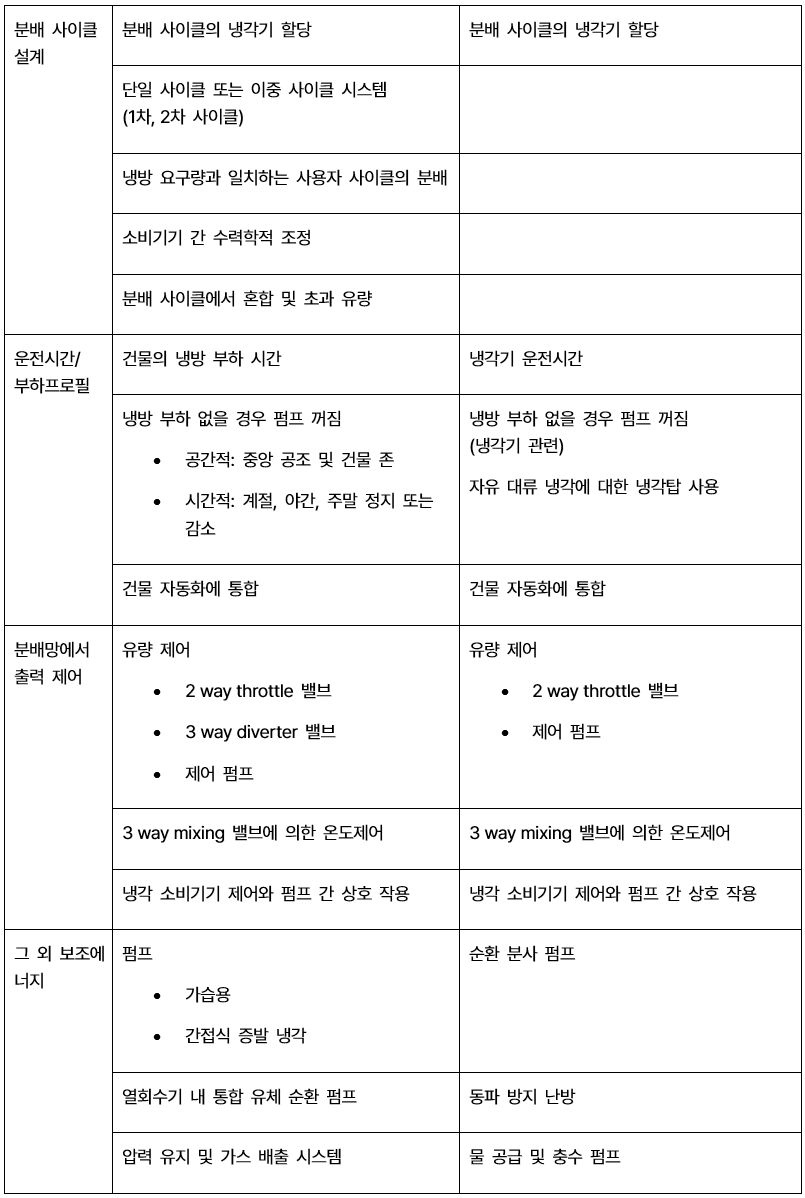 분배 사이클
설계
분배 사이클의 냉각기 할당
분배 사이클의 냉각기 할당
단일 사이클 또는 이중 사이클 시스템
(1차, 2차 사이클)
냉방 요구량과 일치하는 사용자 사이클의 분배
소비기기 간 수력학적 조정
분배 사이클에서 혼합 및 초과 유량
운전시간/
부하프로필
건물의 냉방 부하 시간
냉각기 운전시간
냉방 부하 없을 경우 펌프 꺼짐
• 공간적: 중앙 공조 및 건물 존
• 시간적: 계절, 야간, 주말 정지 또는
감소
냉방 부하 없을 경우 펌프 꺼짐
(냉각기 관련)
자유 대류 냉각에 대한 냉각탑 사용
건물 자동화에 통합
건물 자동화에 통합
분배망에서
출력 제어
유량 제어
• 2 way throttle 밸브
• 3 way diverter 밸브
• 제어 펌프
유량 제어
• 2 way throttle 밸브
• 제어 펌프
3 way mixing 밸브에 의한 온도제어
3 way mixing 밸브에 의한 온도제어
냉각 소비기기 제어와 펌프 간 상호 작용
냉각 소비기기 제어와 펌프 간 상호 작용
그 외 보조에
너지
펌프
• 가습용
• 간접식 증발 냉각
순환 분사 펌프
열회수기 내 통합 유체 순환 펌프
동파 방지 난방
압력 유지 및 가스 배출 시스템
물 공급 및 충수 펌프